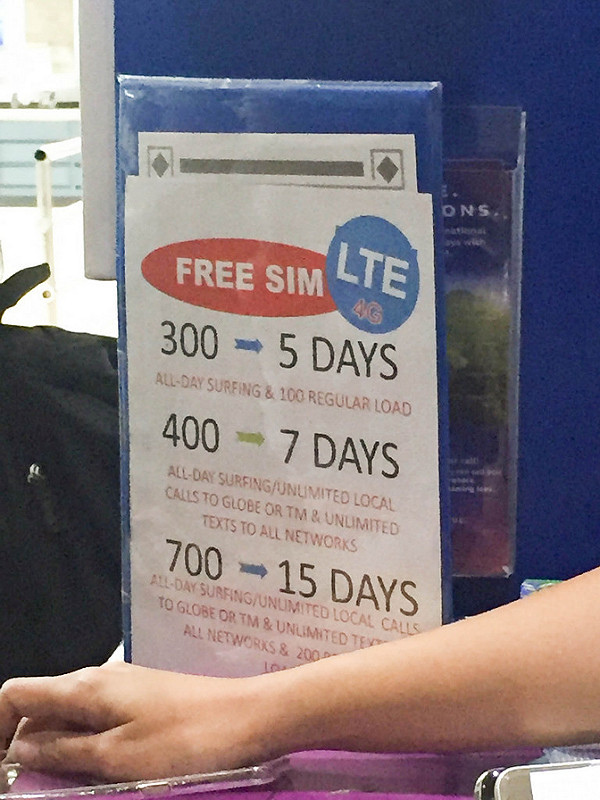 FREE SIM LTE
4G
300 5 DAYS
ALL-DAY SURFING & 100 REGULAR LOAD
400 7 DAYS
ALL-DAY SURFING/UNLIMITED LOCAL
CALLS TO GLOBE OR TM & UNLIMITED
TEXTS TO ALL NETWORKS
700 15 DAYS
ALL-DAY SURFING/UNLIMITED LOCAL CALLS
TO GLOBE OR TM & UNLIMITED
ALL NETWORKS & 200
ONS..